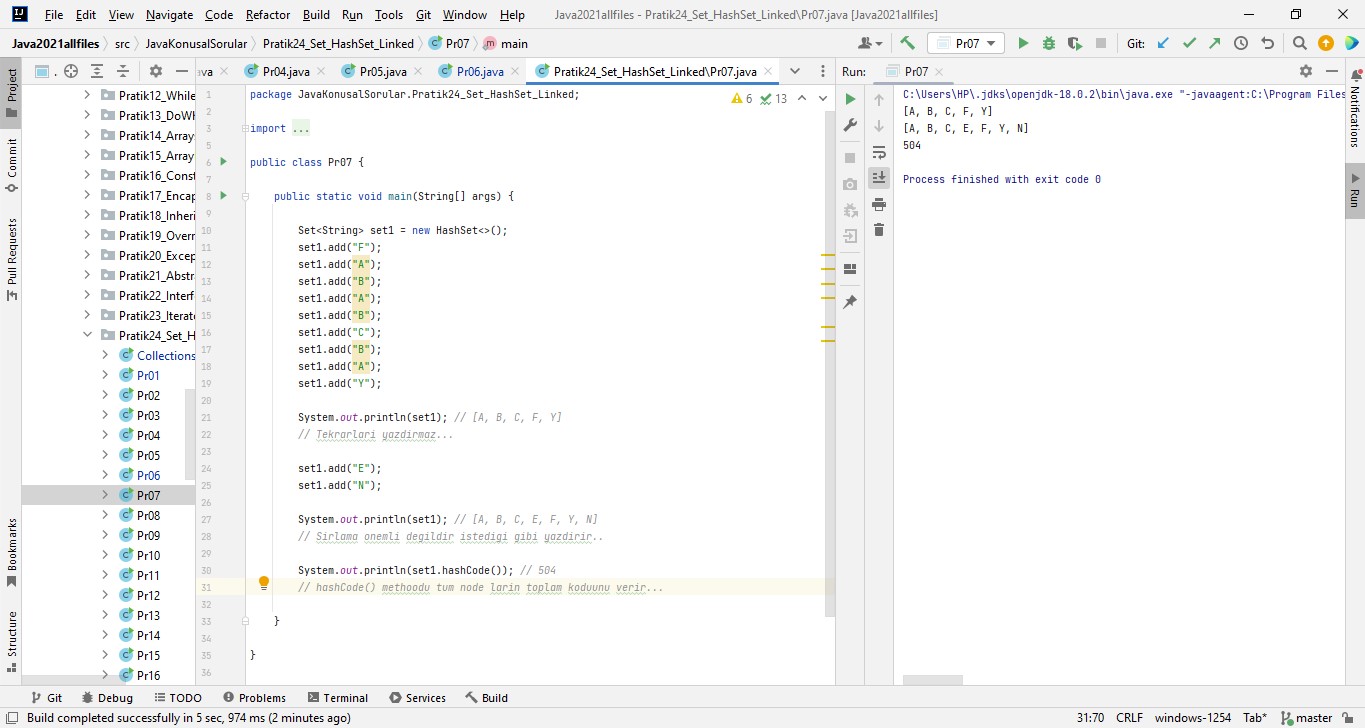 File Edit View Navigate Code Refactor Build Run Tools Git Window Help Java2021allfiles - Pratik24_Set_HashSet_Linked\Pr07.java [Java2021allfiles]
Java2021allfiles src JavaKonusalSorular Pratik24_Set_HashSet_Linked Pr07 main Pr07 Git:
Project
Commit
Pull Requests
Bookmarks
Structure
Pratik12_While
Pratik13_DoWh
Pratik14_Array
Pratik15_Array
Pratik16_Const
Pratik17_Encap
Pratik18_Inheri
Pratik19_Overr
Pratik20_Excep
Pratik21_Abstr
Pratik22_Interf
Pratik23_Iterat
Pratik24_Set_H
Collections
Pr01
Pr02
Pr03
Pr04
Pr05
Pr06
Pr07
Pr08
Pr09
Pr10
Pr11
Pr12
Pr13
Pr14
Pr15
Pr16
ava Pr04.java Pr05.java Pr06.java Pratik24_Set_HashSet_Linked\Pr07.java
6 13
1 package JavaKonusalSorular.Pratik24_Set_HashSet_Linked;
2
3 import ...
5
6 public class Pr07 {
7
8 public static void main(String[] args) {
9
10 Set<String> set1 = new HashSet<>();
11 set1.add("F");
12 set1.add("A");
13 set1.add("B");
14 set1.add("A");
15 set1.add("B");
16 set1.add("C");
17 set1.add("B");
18 set1.add("A");
19 set1.add("Y");
20
21 System.out.println(set1); // [A, B, C, F, Y]
22 // Tekrarlari yazdirmaz...
23
24 set1.add("E");
25 set1.add("N");
26
27 System.out.println(set1); // [A, B, C, E, F, Y, N]
28 // Sirlama onemli degildir istedigi gibi yazdirir..
29
30 System.out.println(set1.hashCode()); // 504
31 // hashCode() methoodu tum node larin toplam koduunu verir...
32
33 }
34
35 }
36
Run: Pr07
C:\Users\HP\.jdks\openjdk-18.0.2\bin\java.exe "-javaagent:C:\Program Files
[A, B, C, F, Y]
[A, B, C, E, F, Y, N]
504
Process finished with exit code 0
Notifications
Run
Git Debug TODO Problems Terminal Services Build
Build completed successfully in 5 sec, 974 ms (2 minutes ago) 31:70 CRLF windows-1254 Tab* master